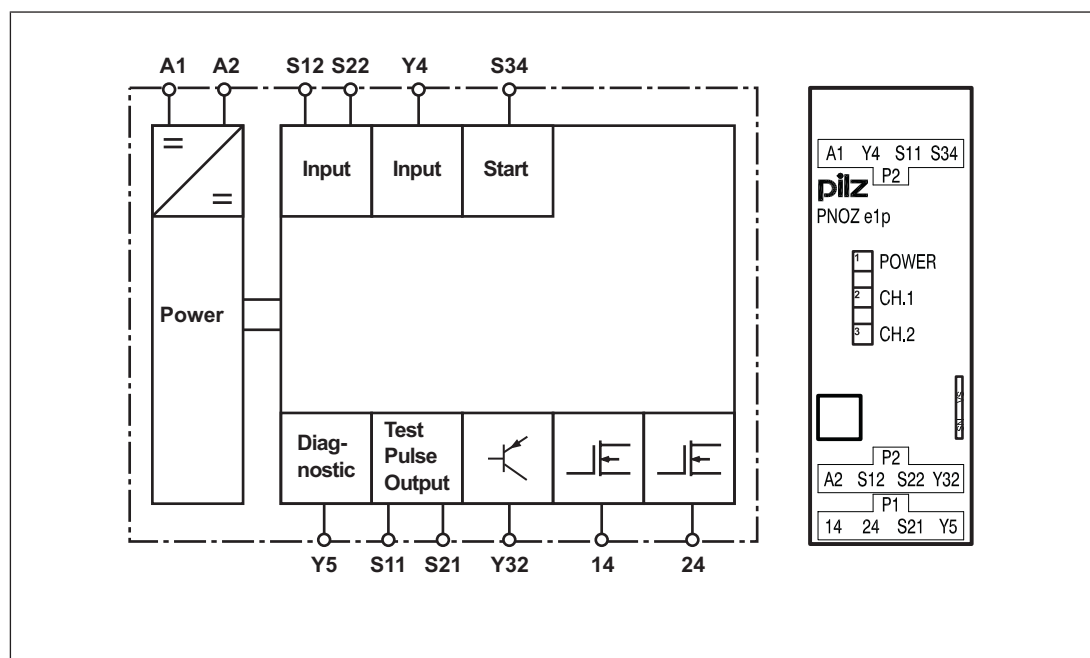 A1 A2 S12 S22 Y4 S34
Input Input Start
Power
Diag-
nostic
Test
Pulse
Output
Y5 S11 S21 Y32 14 24
A1 Y4 S11 S34
P2
pilz
PNOZ e1p
1 POWER
2 CH.1
3 CH.2
P2
A2 S12 S22 Y32
P1
14 24 S21 Y5